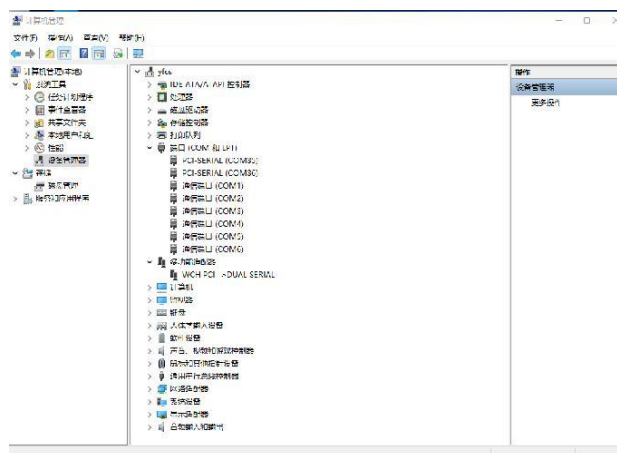 计算机管理
文件(F) 操作(A) 查看(V) 帮助(H)
计算机管理(本地)
系统工具
任务计划程序
事件查看器
共享文件夹
本地用户和组
性能
设备管理器
存储
磁盘管理
服务和应用程序
yfcs
IDE ATA/ATAPI 控制器
处理器
磁盘驱动器
存储控制器
打印队列
端口 (COM 和 LPT)
PCI-SERIAL (COM35)
PCI-SERIAL (COM36)
通信端口 (COM1)
通信端口 (COM2)
通信端口 (COM3)
通信端口 (COM4)
通信端口 (COM5)
通信端口 (COM6)
多功能适配器
WCH PCI ->DUAL SERIAL
计算机
监视器
键盘
人体学输入设备
软件设备
声音、视频和游戏控制器
鼠标和其他指针设备
通用串行总线控制器
网络适配器
系统设备
显示适配器
音频输入和输出
操作
设备管理器
更多操作